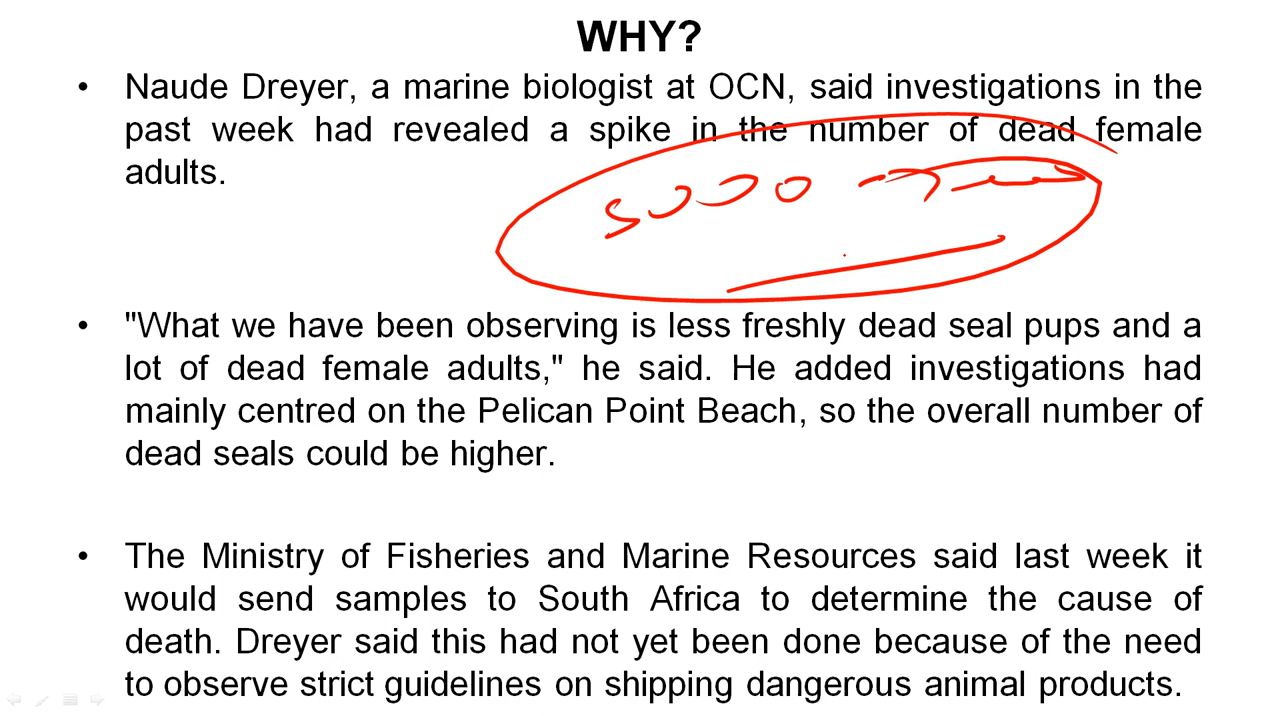 WHY?
• Naude Dreyer, a marine biologist at OCN, said investigations in the
past week had revealed a spike in the number of dead female
adults.
5000
• "What we have been observing is less freshly dead seal pups and a
lot of dead female adults," he said. He added investigations had
mainly centred on the Pelican Point Beach, so the overall number of
dead seals could be higher.
• The Ministry of Fisheries and Marine Resources said last week it
would send samples to South Africa to determine the cause of
death. Dreyer said this had not yet been done because of the need
to observe strict guidelines on shipping dangerous animal products.